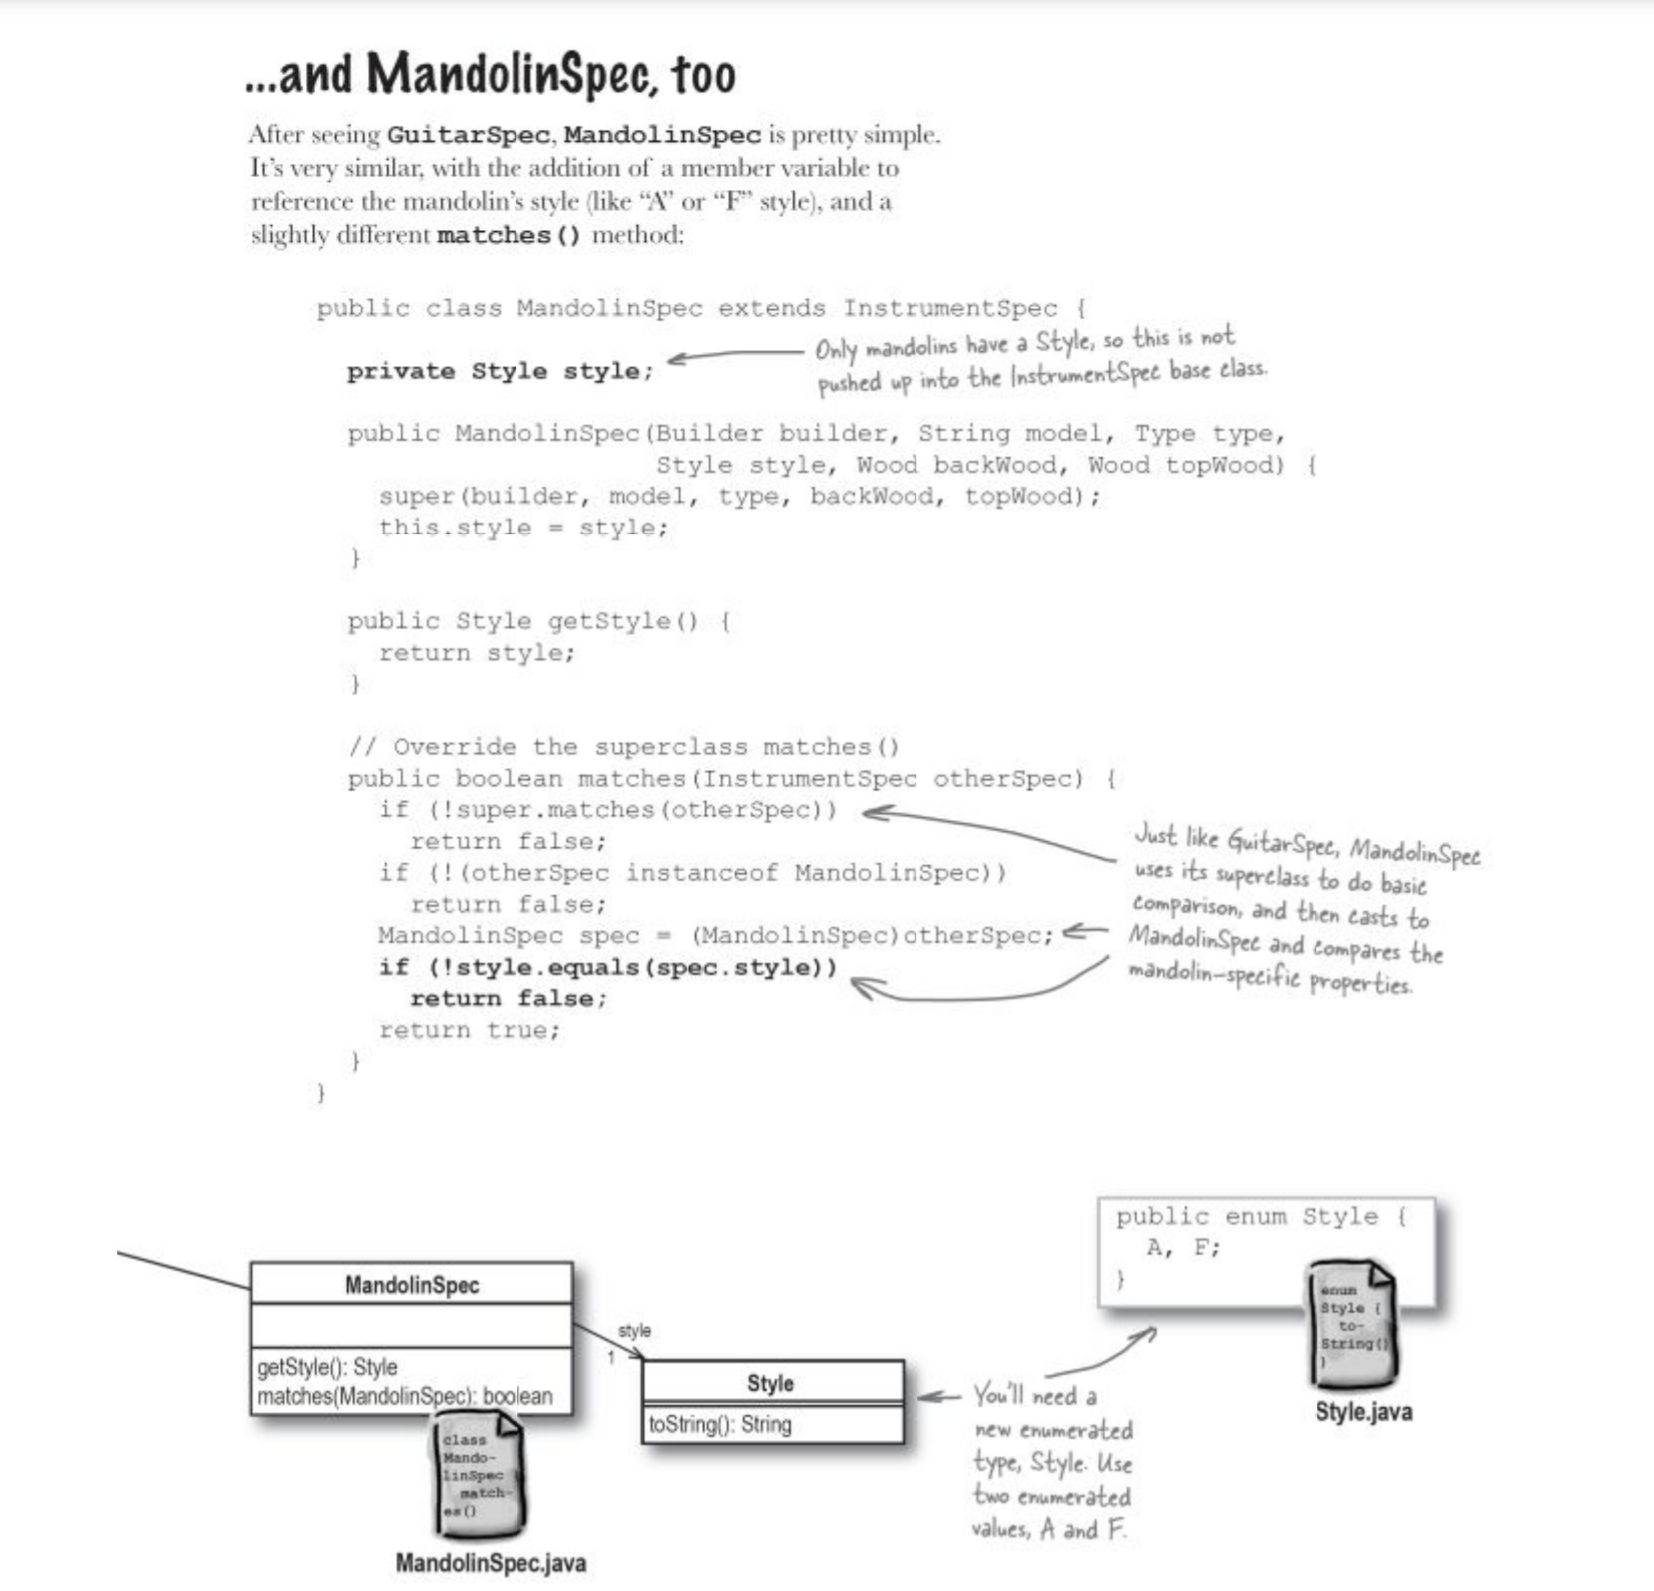 ...and MandolinSpec, too
After seeing GuitarSpec, MandolinSpec is pretty simple.
It's very similar, with the addition of a member variable to
reference the mandolin's style (like “A” or “F” style), and a
slightly different matches() method:
public class MandolinSpec extends InstrumentSpec {
private Style style;
Only mandolins have a Style, so this is not
pushed up into the InstrumentSpec base class.
public MandolinSpec(Builder builder, String model, Type type,
Style style, Wood backWood, Wood topWood) {
super(builder, model, type, backWood, topWood);
this.style = style;
}
public Style getStyle() {
return style;
}
// Override the superclass matches()
public boolean matches(InstrumentSpec otherSpec) {
if (!super.matches(otherSpec))
return false;
if (!(otherSpec instanceof MandolinSpec))
return false;
MandolinSpec spec = (MandolinSpec)otherSpec;
if (!style.equals(spec.style))
return false;
return true;
}
}
Just like GuitarSpec, MandolinSpec
uses its superclass to do basic
comparison, and then casts to
MandolinSpec and compares the
mandolin-specific properties.
public enum Style {
A, F;
}
enum
Style {
to-
String()
}
Style.java
MandolinSpec
getStyle(): Style
matches(MandolinSpec): boolean
style
1
Style
toString(): String
You'll need a
new enumerated
type, Style. Use
two enumerated
values, A and F.
class
Mando-
linSpec
match-
es()
MandolinSpec.java